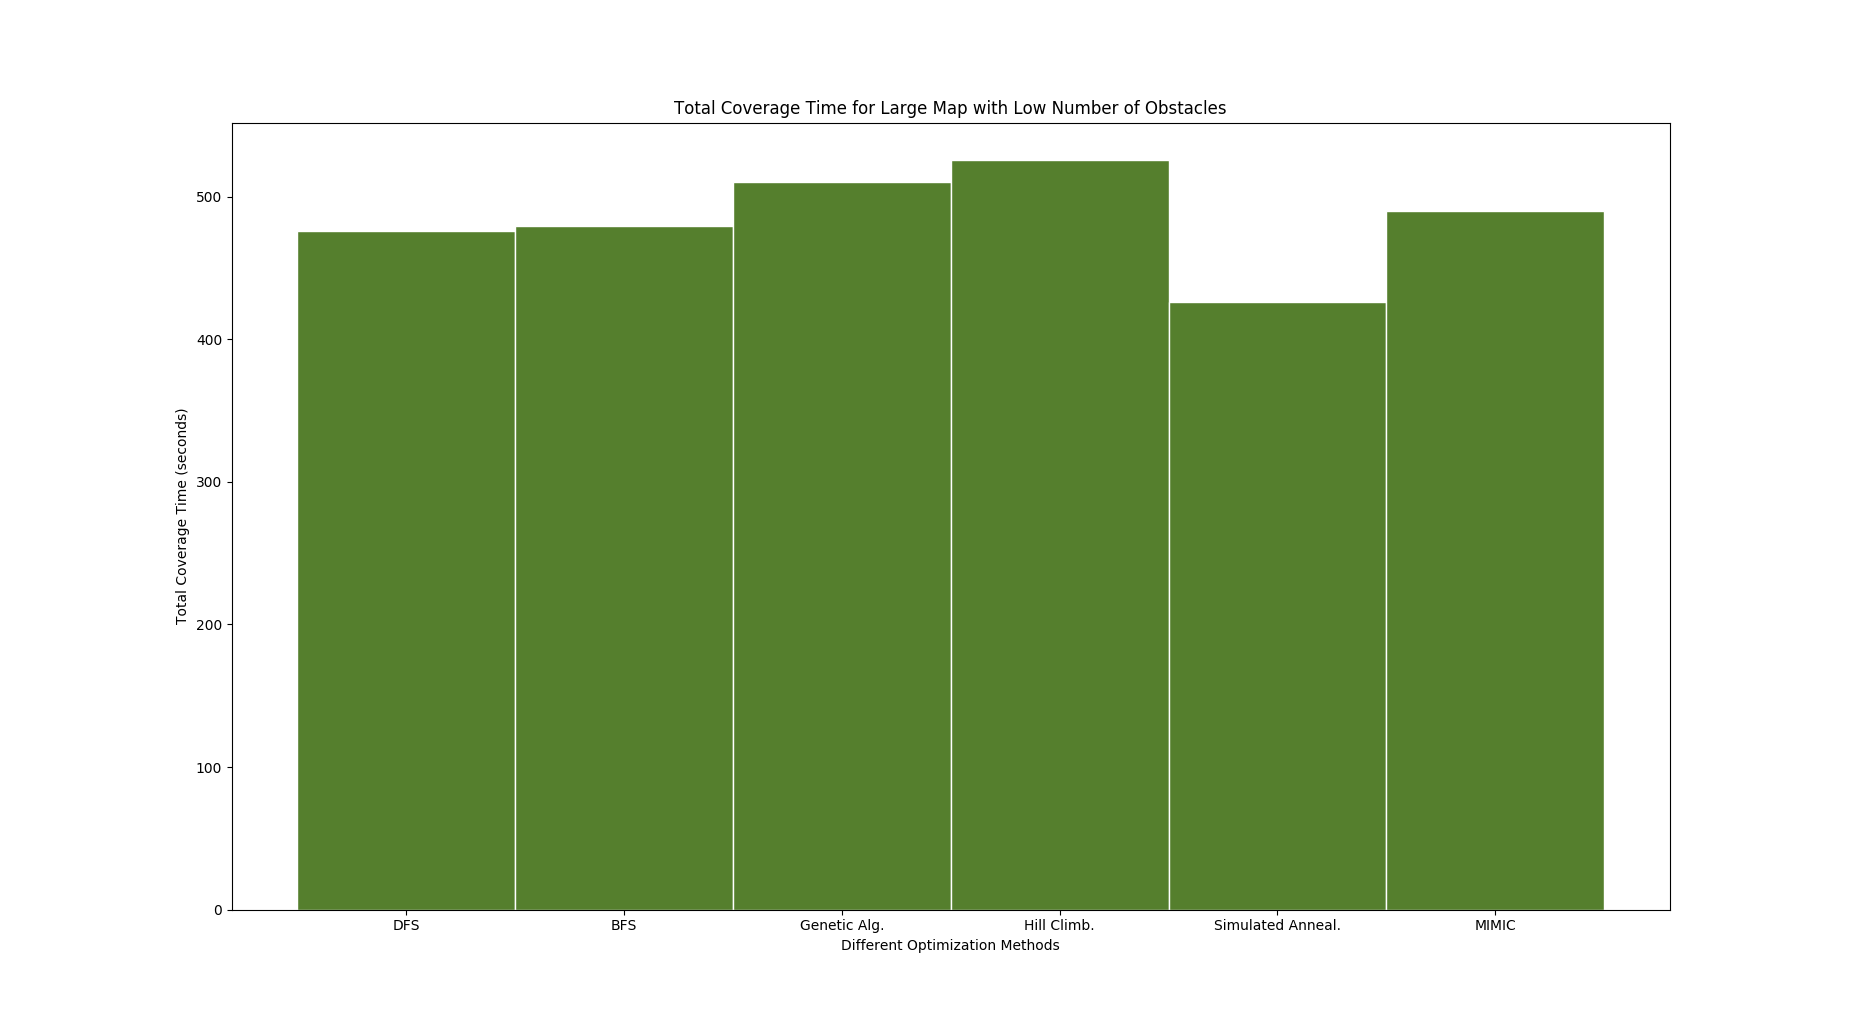 Total Coverage Time for Large Map with Low Number of Obstacles
500
400
300
200
100
0
Total Coverage Time (seconds)
DFS BFS Genetic Alg. Hill Climb. Simulated Anneal. MIMIC
Different Optimization Methods